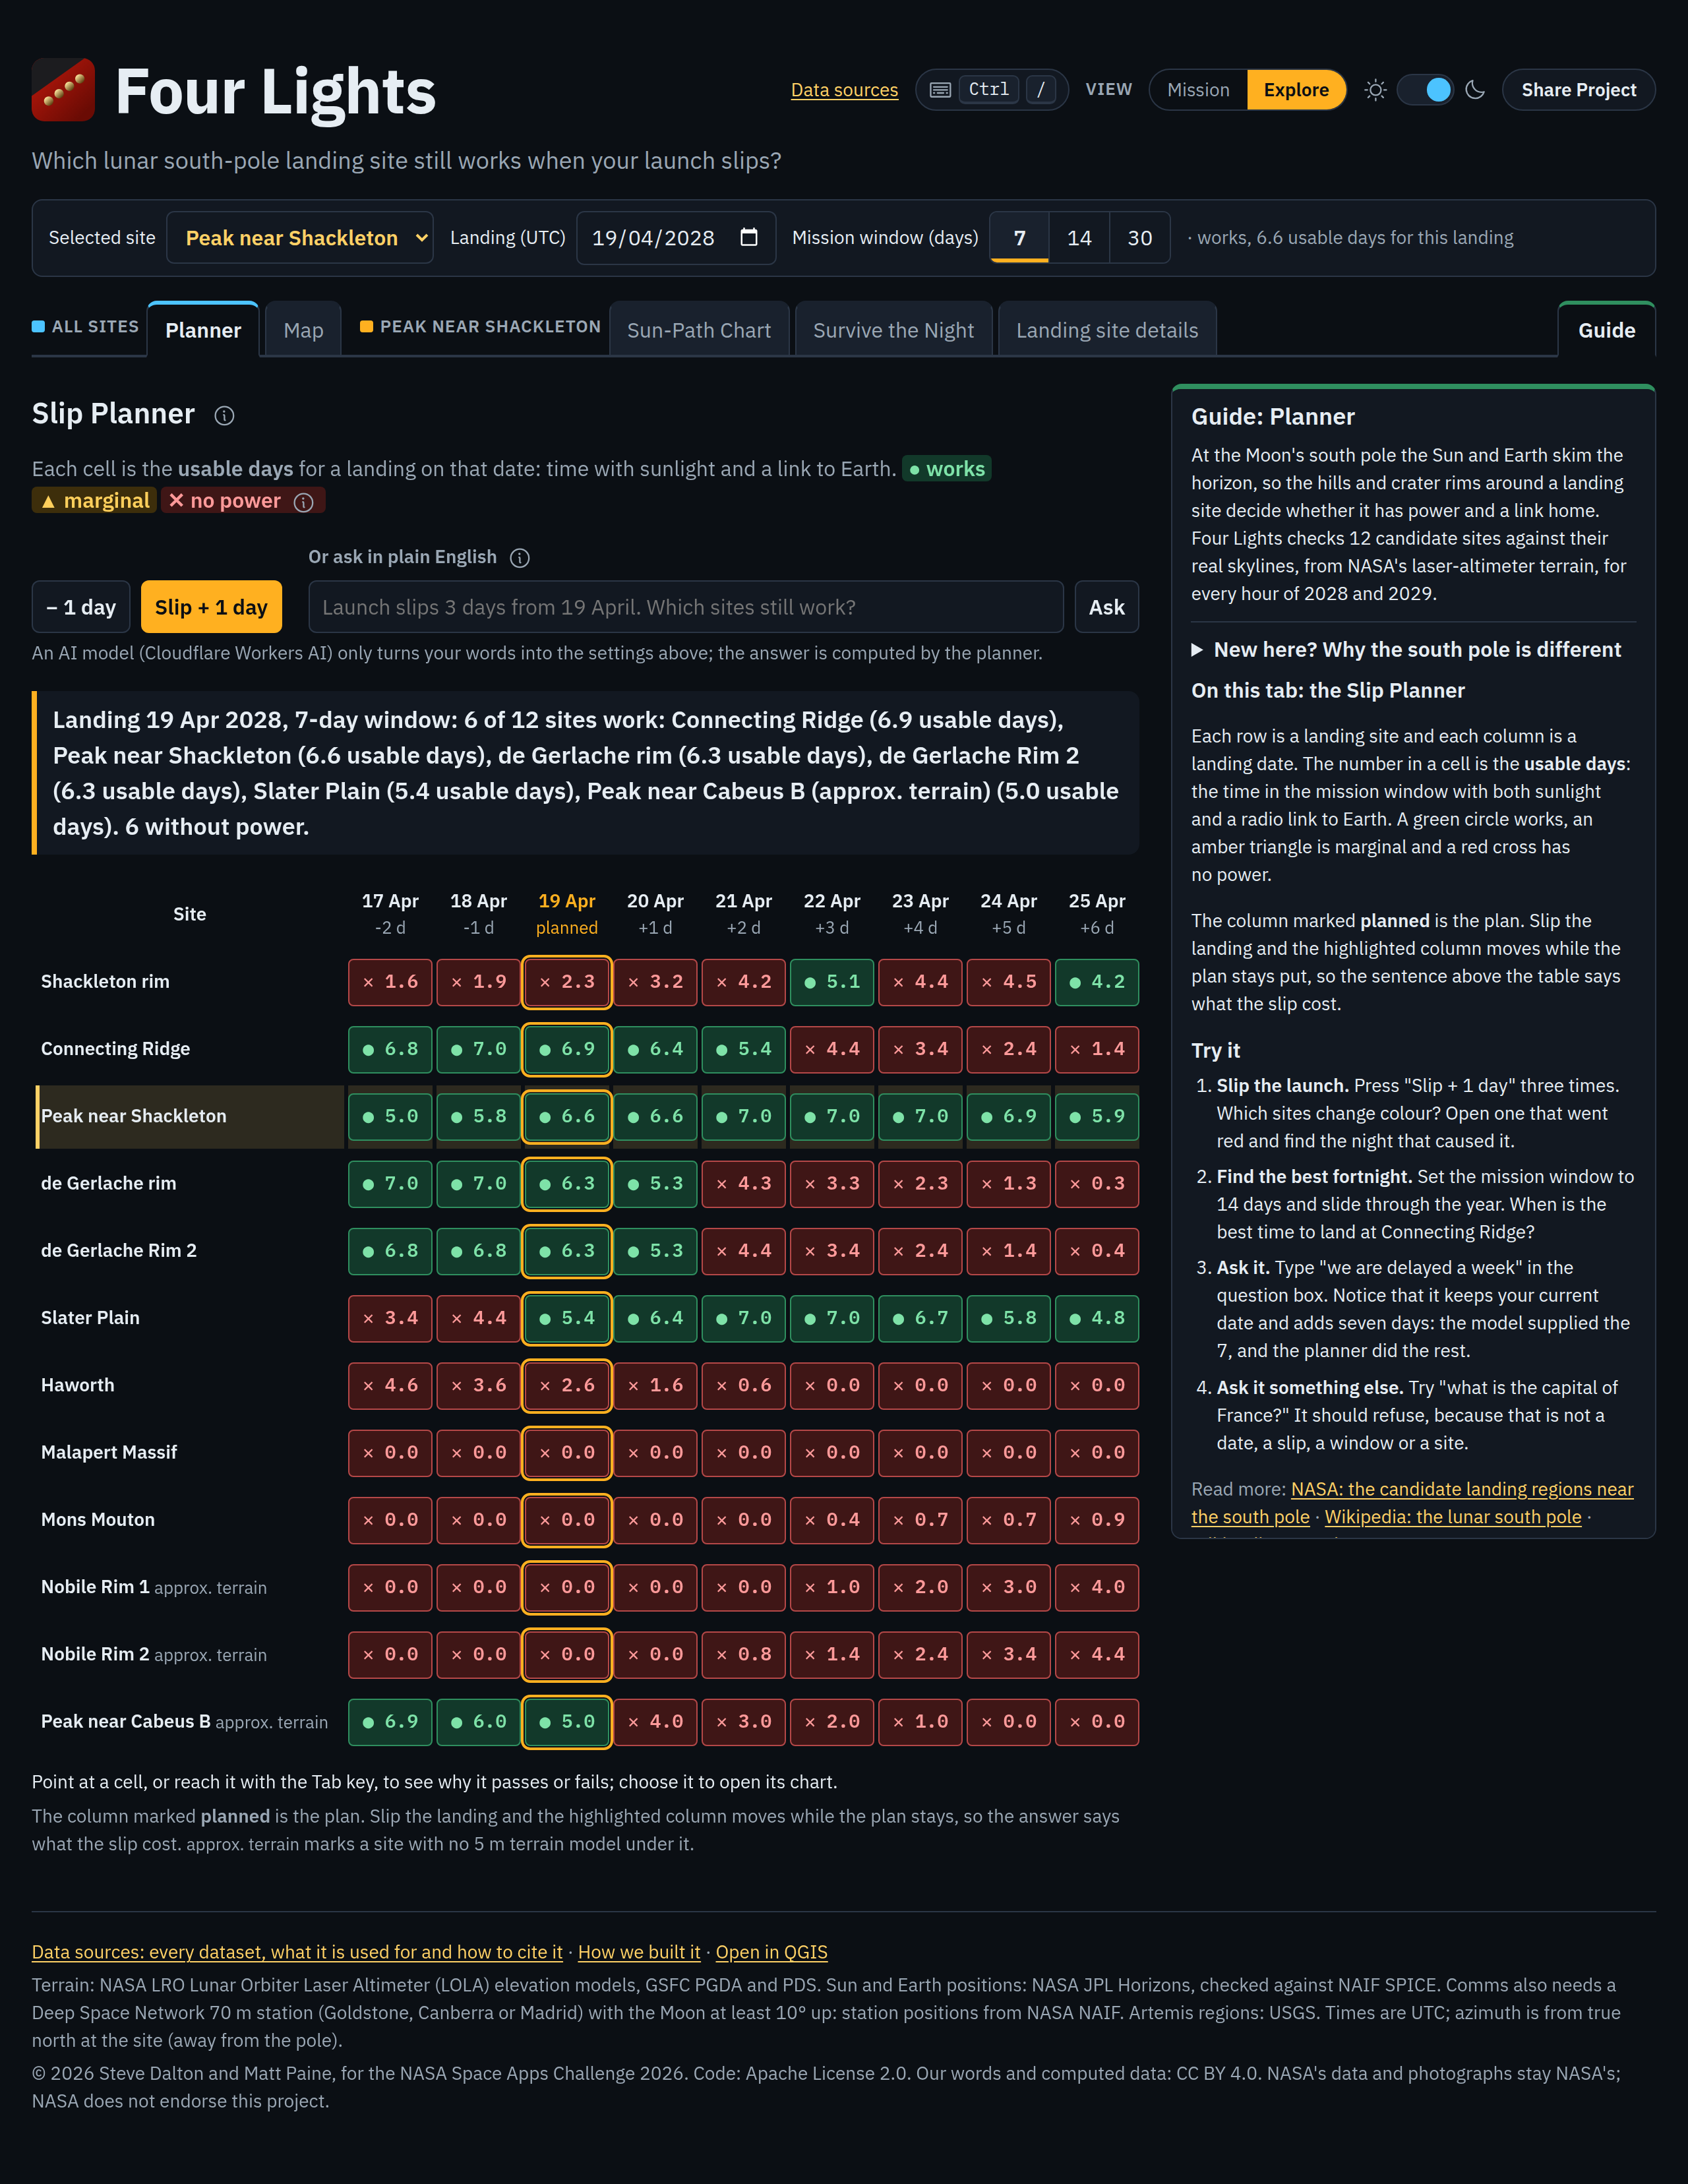 Four Lights
Data sources
Ctrl /
VIEW
Mission
Explore
Share Project
Which lunar south-pole landing site still works when your launch slips?
Selected site
Peak near Shackleton
Landing (UTC)
19/04/2028
Mission window (days)
7
14
30
· works, 6.6 usable days for this landing
ALL SITES
Planner
Map
PEAK NEAR SHACKLETON
Sun-Path Chart
Survive the Night
Landing site details
Guide
Slip Planner
Each cell is the usable days for a landing on that date: time with sunlight and a link to Earth. ● works
▲ marginal × no power
Or ask in plain English
− 1 day
Slip + 1 day
Launch slips 3 days from 19 April. Which sites still work?
Ask
An AI model (Cloudflare Workers AI) only turns your words into the settings above; the answer is computed by the planner.
Landing 19 Apr 2028, 7-day window: 6 of 12 sites work: Connecting Ridge (6.9 usable days),
Peak near Shackleton (6.6 usable days), de Gerlache rim (6.3 usable days), de Gerlache Rim 2
(6.3 usable days), Slater Plain (5.4 usable days), Peak near Cabeus B (approx. terrain) (5.0 usable
days). 6 without power.
Site 17 Apr 18 Apr 19 Apr 20 Apr 21 Apr 22 Apr 23 Apr 24 Apr 25 Apr
-2 d -1 d planned +1 d +2 d +3 d +4 d +5 d +6 d
Shackleton rim × 1.6 × 1.9 × 2.3 × 3.2 × 4.2 ● 5.1 × 4.4 × 4.5 ● 4.2
Connecting Ridge ● 6.8 ● 7.0 ● 6.9 ● 6.4 ● 5.4 × 4.4 × 3.4 × 2.4 × 1.4
Peak near Shackleton ● 5.0 ● 5.8 ● 6.6 ● 6.6 ● 7.0 ● 7.0 ● 7.0 ● 6.9 ● 5.9
de Gerlache rim ● 7.0 ● 7.0 ● 6.3 ● 5.3 × 4.3 × 3.3 × 2.3 × 1.3 × 0.3
de Gerlache Rim 2 ● 6.8 ● 6.8 ● 6.3 ● 5.3 × 4.4 × 3.4 × 2.4 × 1.4 × 0.4
Slater Plain × 3.4 × 4.4 ● 5.4 ● 6.4 ● 7.0 ● 7.0 ● 6.7 ● 5.8 ● 4.8
Haworth × 4.6 × 3.6 × 2.6 × 1.6 × 0.6 × 0.0 × 0.0 × 0.0 × 0.0
Malapert Massif × 0.0 × 0.0 × 0.0 × 0.0 × 0.0 × 0.0 × 0.0 × 0.0 × 0.0
Mons Mouton × 0.0 × 0.0 × 0.0 × 0.0 × 0.0 × 0.4 × 0.7 × 0.7 × 0.9
Nobile Rim 1 approx. terrain × 0.0 × 0.0 × 0.0 × 0.0 × 0.0 × 1.0 × 2.0 × 3.0 × 4.0
Nobile Rim 2 approx. terrain × 0.0 × 0.0 × 0.0 × 0.0 × 0.8 × 1.4 × 2.4 × 3.4 × 4.4
Peak near Cabeus B approx. terrain ● 6.9 ● 6.0 ● 5.0 × 4.0 × 3.0 × 2.0 × 1.0 × 0.0 × 0.0
Point at a cell, or reach it with the Tab key, to see why it passes or fails; choose it to open its chart.
The column marked planned is the plan. Slip the landing and the highlighted column moves while the plan stays, so the answer says
what the slip cost. approx. terrain marks a site with no 5 m terrain model under it.
Guide: Planner
At the Moon's south pole the Sun and Earth skim the
horizon, so the hills and crater rims around a landing
site decide whether it has power and a link home.
Four Lights checks 12 candidate sites against their
real skylines, from NASA's laser-altimeter terrain, for
every hour of 2028 and 2029.
▶ New here? Why the south pole is different
On this tab: the Slip Planner
Each row is a landing site and each column is a
landing date. The number in a cell is the usable days:
the time in the mission window with both sunlight
and a radio link to Earth. A green circle works, an
amber triangle is marginal and a red cross has
no power.
The column marked planned is the plan. Slip the
landing and the highlighted column moves while the
plan stays put, so the sentence above the table says
what the slip cost.
Try it
1. Slip the launch. Press "Slip + 1 day" three times.
Which sites change colour? Open one that went
red and find the night that caused it.
2. Find the best fortnight. Set the mission window to
14 days and slide through the year. When is the
best time to land at Connecting Ridge?
3. Ask it. Type "we are delayed a week" in the
question box. Notice that it keeps your current
date and adds seven days: the model supplied the
7, and the planner did the rest.
4. Ask it something else. Try "what is the capital of
France?" It should refuse, because that is not a
date, a slip, a window or a site.
Read more: NASA: the candidate landing regions near
the south pole · Wikipedia: the lunar south pole ·
Data sources: every dataset, what it is used for and how to cite it · How we built it · Open in QGIS
Terrain: NASA LRO Lunar Orbiter Laser Altimeter (LOLA) elevation models, GSFC PGDA and PDS. Sun and Earth positions: NASA JPL Horizons, checked against NAIF SPICE. Comms also needs a
Deep Space Network 70 m station (Goldstone, Canberra or Madrid) with the Moon at least 10° up: station positions from NASA NAIF. Artemis regions: USGS. Times are UTC; azimuth is from true
north at the site (away from the pole).
© 2026 Steve Dalton and Matt Paine, for the NASA Space Apps Challenge 2026. Code: Apache License 2.0. Our words and computed data: CC BY 4.0. NASA's data and photographs stay NASA's;
NASA does not endorse this project.